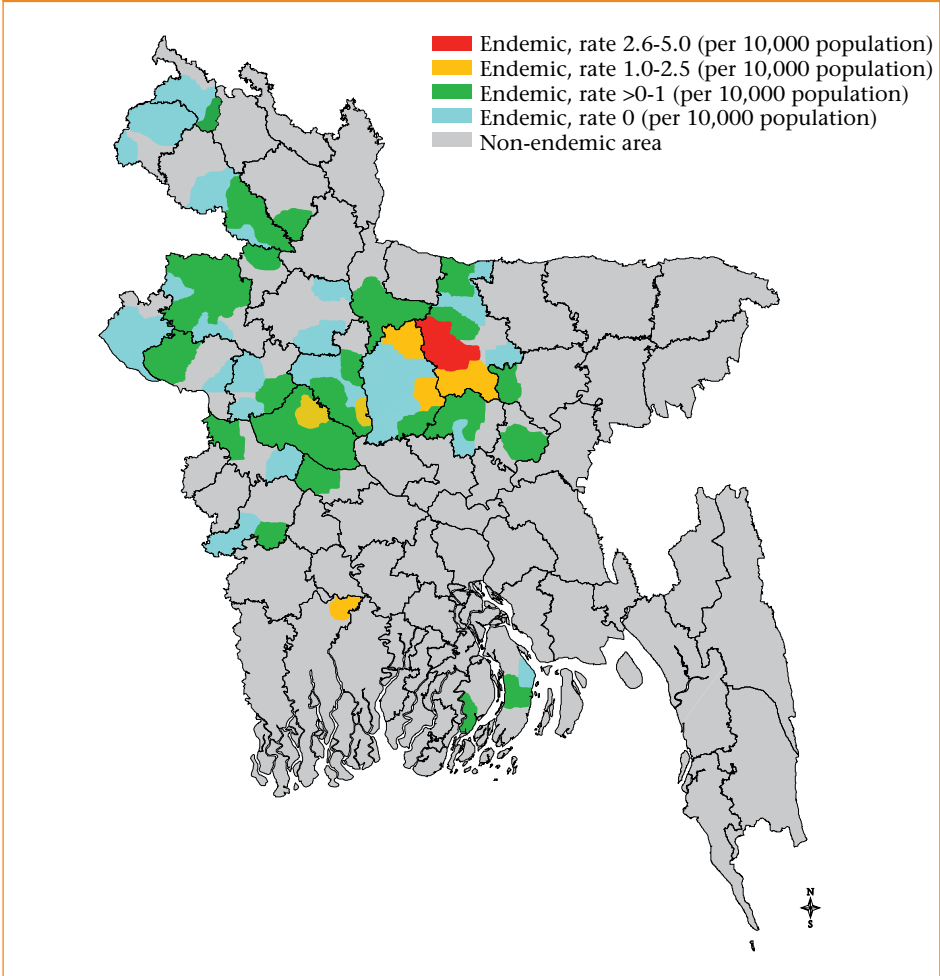 Endemic, rate 2.6-5.0 (per 10,000 population)
Endemic, rate 1.0-2.5 (per 10,000 population)
Endemic, rate >0-1 (per 10,000 population)
Endemic, rate 0 (per 10,000 population)
Non-endemic area
N
S